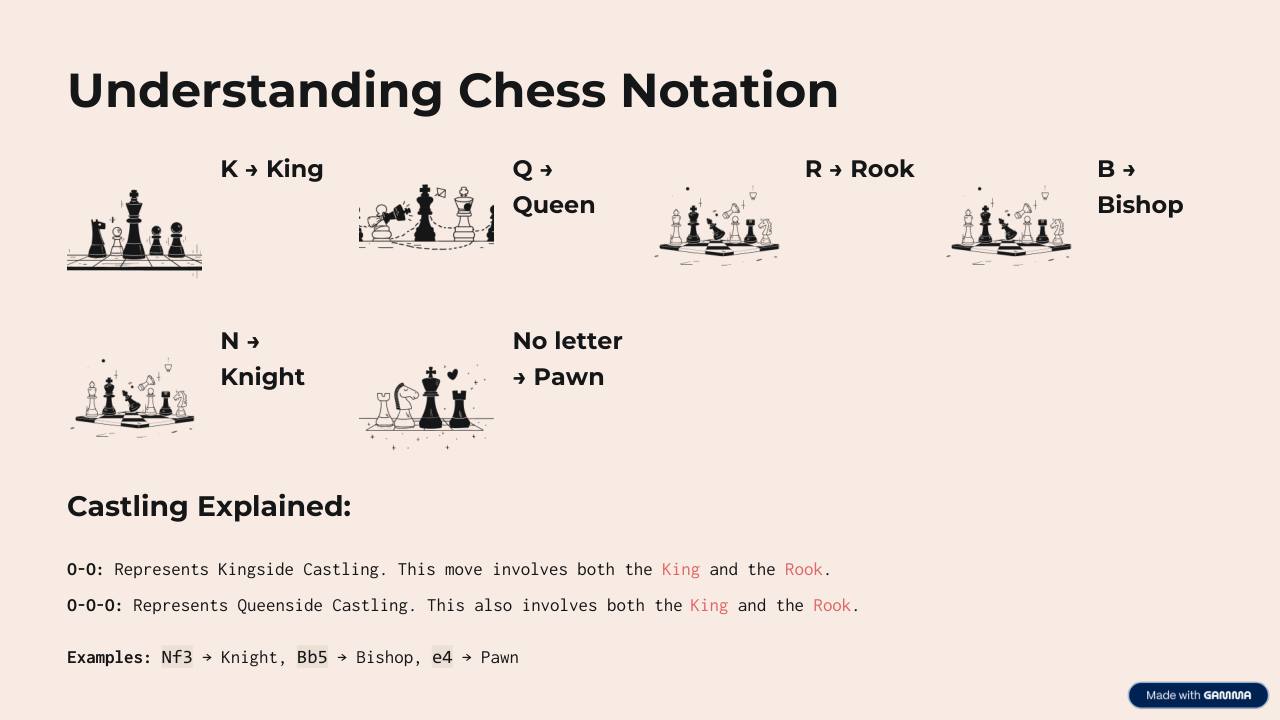 Understanding Chess Notation
K → King
Q →
Queen
R → Rook
B →
Bishop
N →
Knight
No letter
→ Pawn
Castling Explained:
O-O: Represents Kingside Castling. This move involves both the King and the Rook.
O-O-O: Represents Queenside Castling. This also involves both the King and the Rook.
Examples: Nf3 → Knight, Bb5 → Bishop, e4 → Pawn
Made with GAMMA